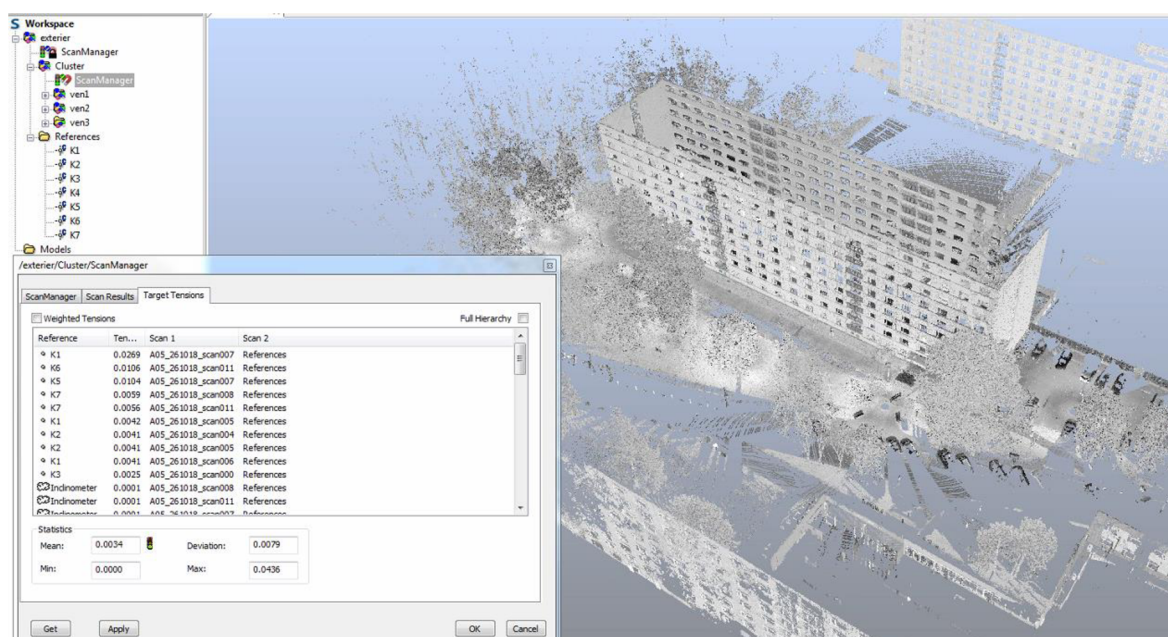 Workspace
exterier
ScanManager
Cluster
ScanManager
ven1
ven2
ven3
References
K1
K2
K3
K4
K5
K6
K7
Models
/exterier/Cluster/ScanManager
ScanManager Scan Results Target Tensions
Weighted Tensions Full Hierarchy
Reference Ten... Scan 1 Scan 2
K1 0.0269 A05_261018_scan007 References
K6 0.0106 A05_261018_scan011 References
K5 0.0104 A05_261018_scan007 References
K7 0.0059 A05_261018_scan008 References
K7 0.0056 A05_261018_scan011 References
K1 0.0042 A05_261018_scan005 References
K2 0.0041 A05_261018_scan004 References
K2 0.0041 A05_261018_scan005 References
K1 0.0041 A05_261018_scan006 References
K3 0.0025 A05_261018_scan000 References
Inclinometer 0.0001 A05_261018_scan008 References
Inclinometer 0.0001 A05_261018_scan011 References
Inclinometer 0.0001 A05_261018_scan007 References
Statistics
Mean: 0.0034 Deviation: 0.0079
Min: 0.0000 Max: 0.0436
Get Apply OK Cancel